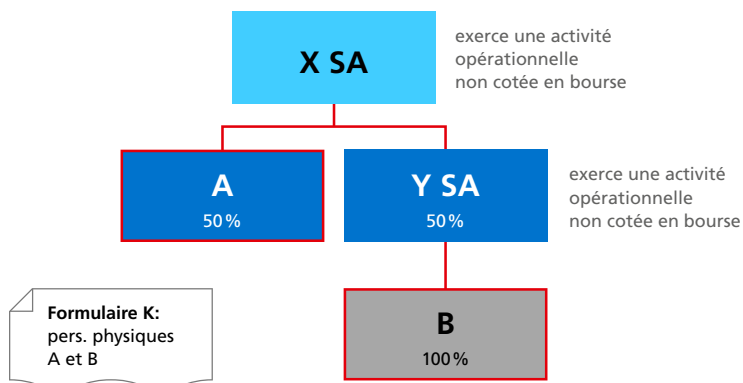 X SA
exerce une activité
opérationnelle
non cotée en bourse
A
50 %
Y SA
50 %
exerce une activité
opérationnelle
non cotée en bourse
Formulaire K:
pers. physiques
A et B
B
100 %